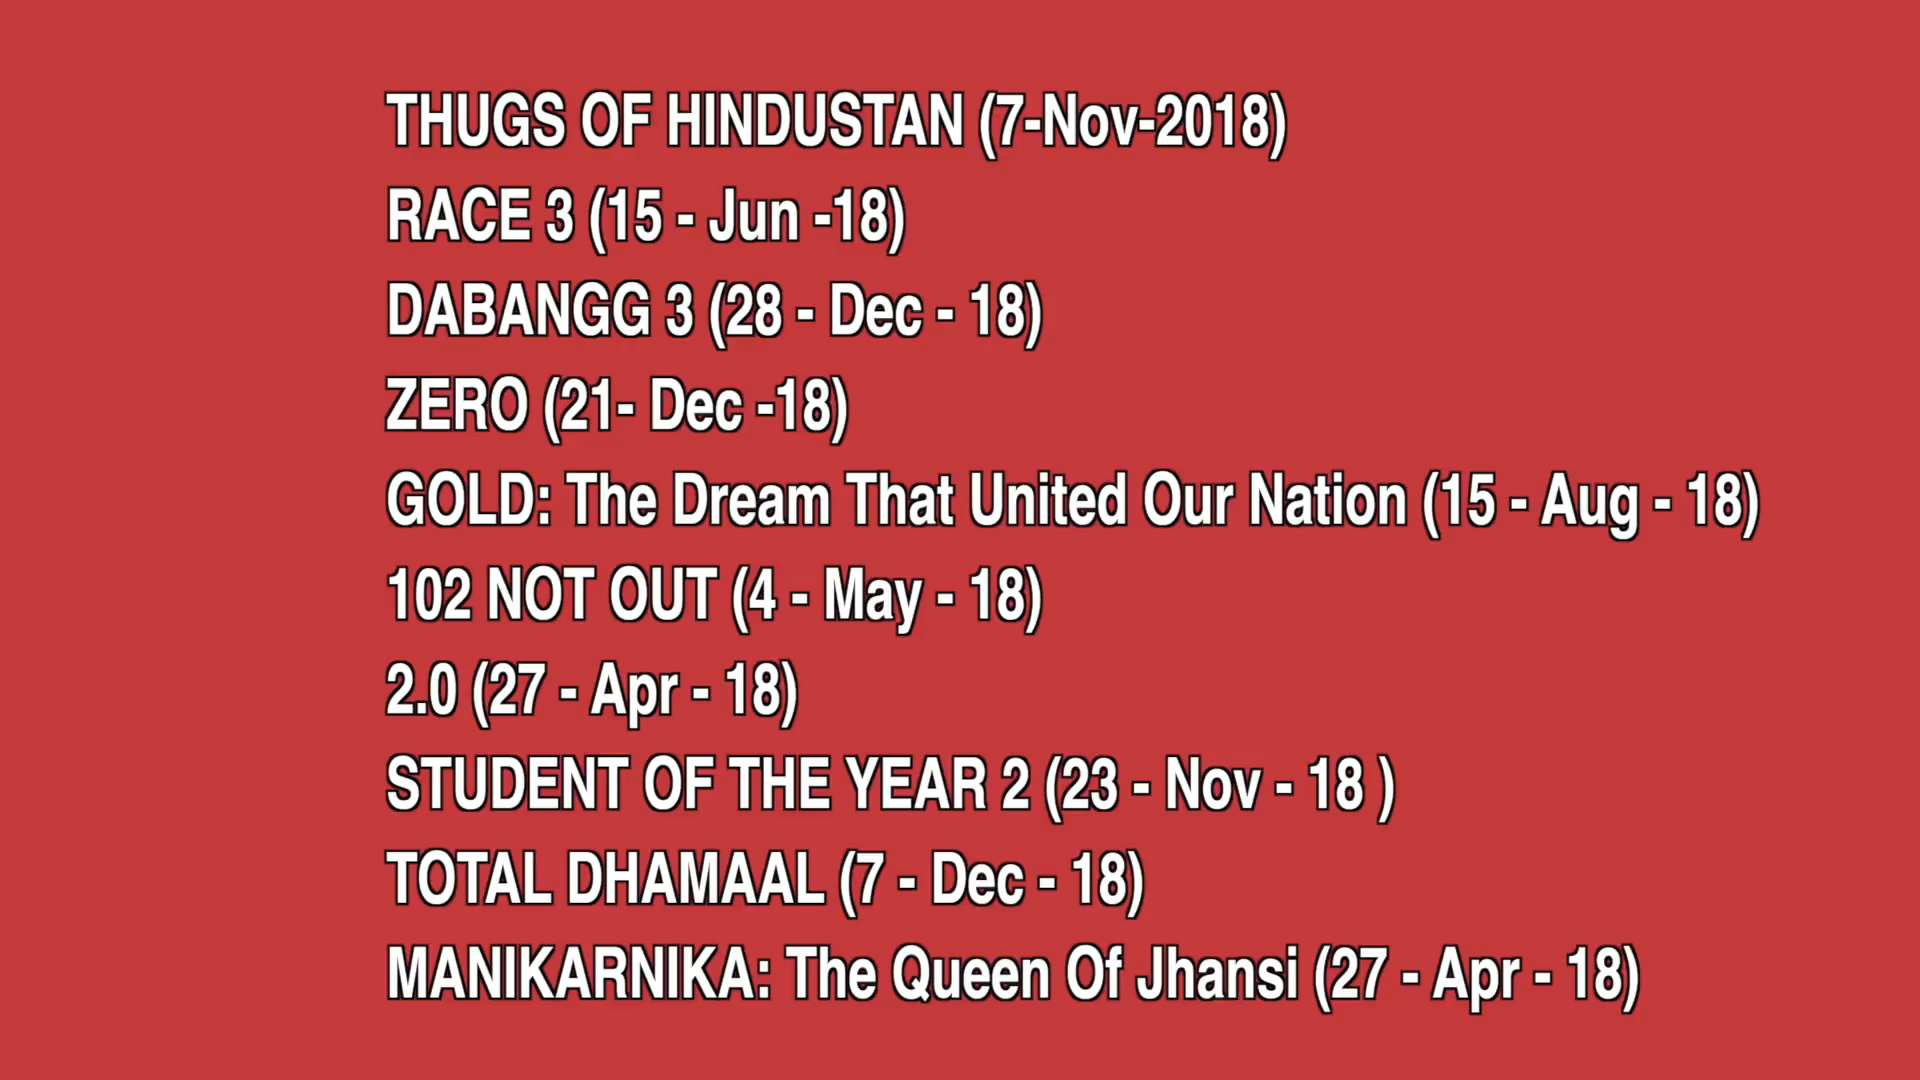 THUGS OF HINDUSTAN (7-Nov-2018)
RACE 3 (15 - Jun -18)
DABANGG 3 (28 - Dec - 18)
ZERO (21- Dec -18)
GOLD: The Dream That United Our Nation (15 - Aug - 18)
102 NOT OUT (4 - May - 18)
2.0 (27 - Apr - 18)
STUDENT OF THE YEAR 2 (23 - Nov - 18 )
TOTAL DHAMAAL (7 - Dec - 18)
MANIKARNIKA: The Queen Of Jhansi (27 - Apr - 18)